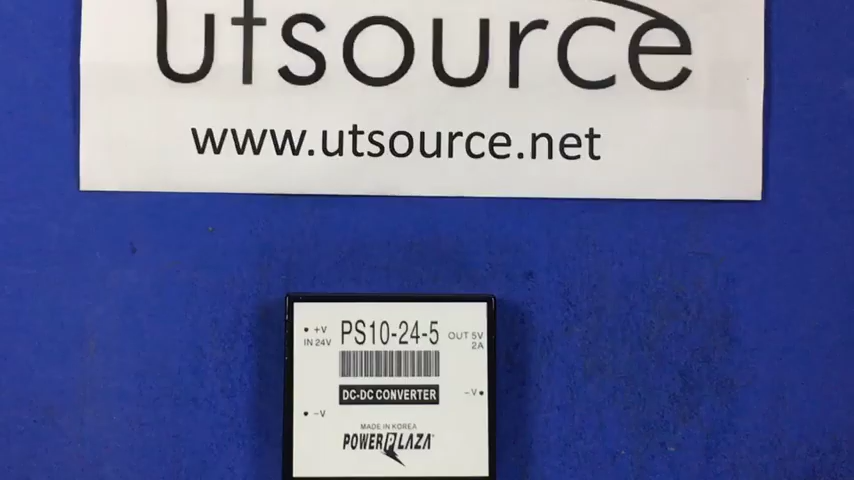 utsource
www.utsource.net
+V
IN 24V
PS10-24-5
OUT 5V
2A
DC-DC CONVERTER
-V
-V
MADE IN KOREA
POWERPLAZA